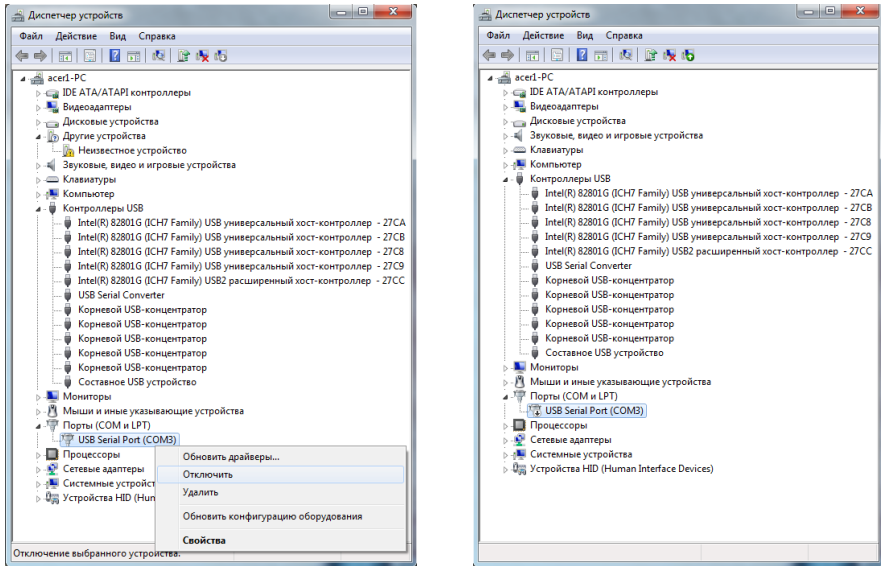 Диспетчер устройств
Файл Действие Вид Справка
acer1-PC
IDE ATA/ATAPI контроллеры
Видеоадаптеры
Дисковые устройства
Другие устройства
Неизвестное устройство
Звуковые, видео и игровые устройства
Клавиатуры
Компьютер
Контроллеры USB
Intel(R) 82801G (ICH7 Family) USB универсальный хост-контроллер - 27CA
Intel(R) 82801G (ICH7 Family) USB универсальный хост-контроллер - 27CB
Intel(R) 82801G (ICH7 Family) USB универсальный хост-контроллер - 27C8
Intel(R) 82801G (ICH7 Family) USB универсальный хост-контроллер - 27C9
Intel(R) 82801G (ICH7 Family) USB2 расширенный хост-контроллер - 27CC
USB Serial Converter
Корневой USB-концентратор
Корневой USB-концентратор
Корневой USB-концентратор
Корневой USB-концентратор
Корневой USB-концентратор
Составное USB устройство
Мониторы
Мыши и иные указывающие устройства
Порты (COM и LPT)
USB Serial Port (COM3)
Процессоры
Сетевые адаптеры
Системные устройст
Устройства HID (Hun
Обновить драйверы...
Отключить
Удалить
Обновить конфигурацию оборудования
Свойства
Отключение выбранного устройства.
Диспетчер устройств
Файл Действие Вид Справка
acer1-PC
IDE ATA/ATAPI контроллеры
Видеоадаптеры
Дисковые устройства
Звуковые, видео и игровые устройства
Клавиатуры
Компьютер
Контроллеры USB
Intel(R) 82801G (ICH7 Family) USB универсальный хост-контроллер - 27CA
Intel(R) 82801G (ICH7 Family) USB универсальный хост-контроллер - 27CB
Intel(R) 82801G (ICH7 Family) USB универсальный хост-контроллер - 27C8
Intel(R) 82801G (ICH7 Family) USB универсальный хост-контроллер - 27C9
Intel(R) 82801G (ICH7 Family) USB2 расширенный хост-контроллер - 27CC
USB Serial Converter
Корневой USB-концентратор
Корневой USB-концентратор
Корневой USB-концентратор
Корневой USB-концентратор
Корневой USB-концентратор
Составное USB устройство
Мониторы
Мыши и иные указывающие устройства
Порты (COM и LPT)
USB Serial Port (COM3)
Процессоры
Сетевые адаптеры
Системные устройства
Устройства HID (Human Interface Devices)